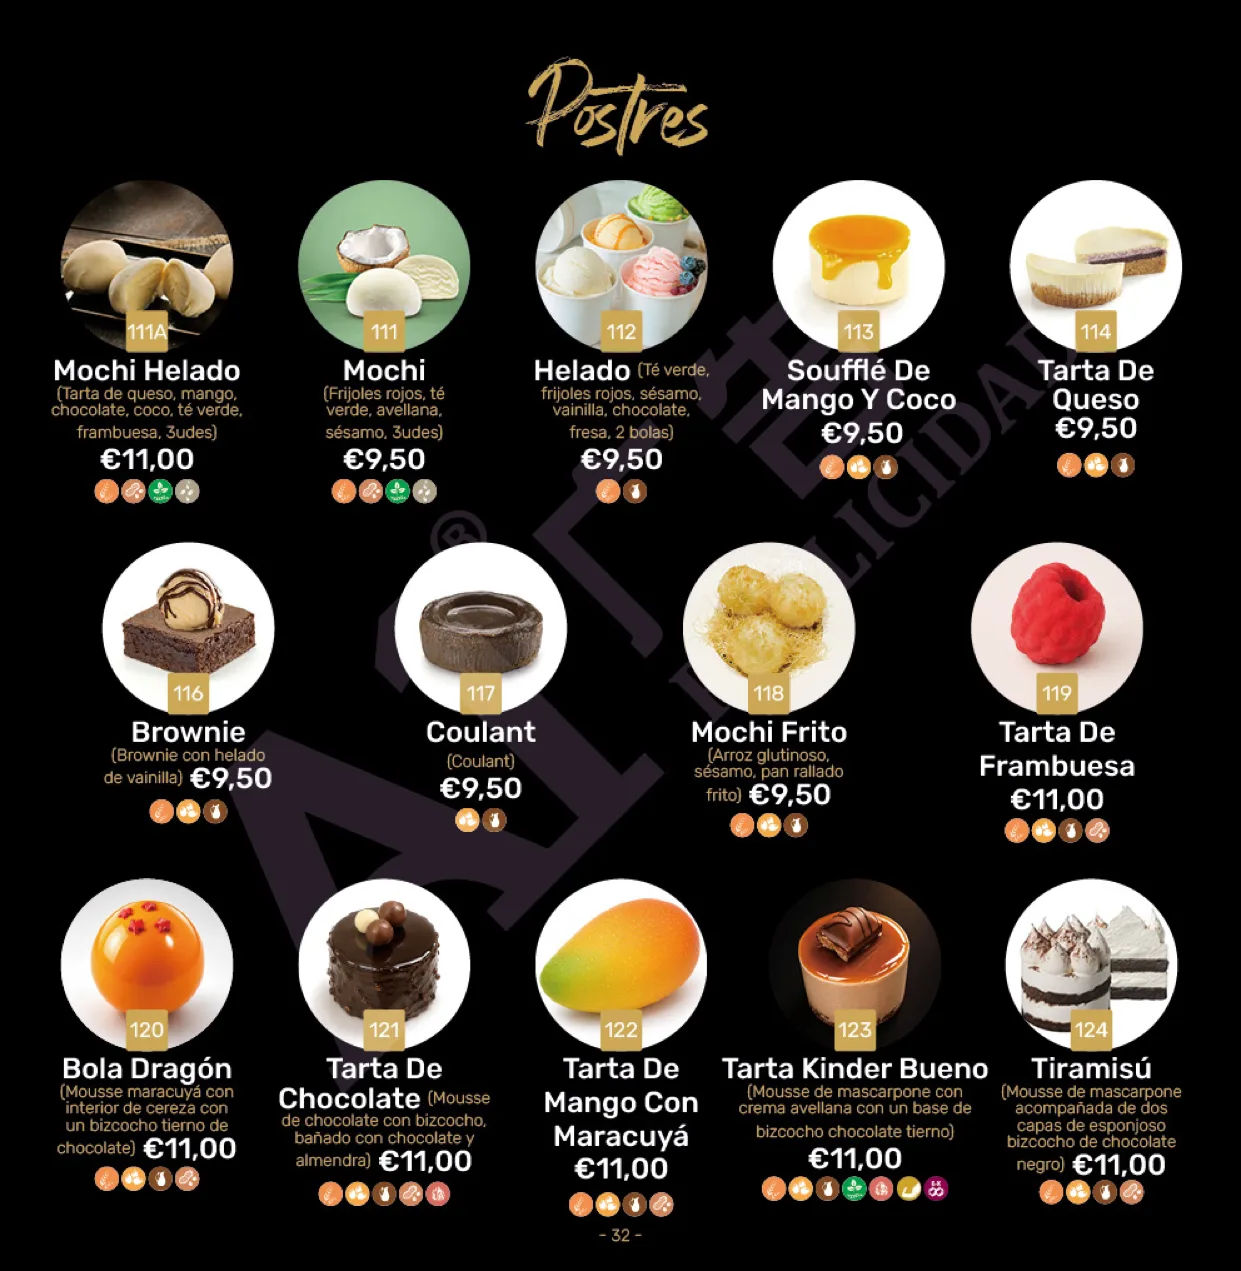 Postres
111A
Mochi Helado
(Tarta de queso, mango,
chocolate, coco, té verde,
frambuesa, 3udes)
€11,00
111
Mochi
(Frijoles rojos, té
verde, avellana,
sésamo, 3udes)
€9,50
112
Helado (Té verde,
frijoles rojos, sésamo,
vainilla, chocolate,
fresa, 2 bolas)
€9,50
113
Soufflé De
Mango Y Coco
€9,50
114
Tarta De
Queso
€9,50
116
Brownie
(Brownie con helado
de vainilla) €9,50
117
Coulant
(Coulant)
€9,50
118
Mochi Frito
(Arroz glutinoso,
sésamo, pan rallado
frito) €9,50
119
Tarta De
Frambuesa
€11,00
120
Bola Dragón
(Mousse maracuyá con
interior de cereza con
un bizcocho tierno de
chocolate) €11,00
121
Tarta De
Chocolate (Mousse
de chocolate con bizcocho,
bañado con chocolate y
almendra) €11,00
122
Tarta De
Mango Con
Maracuyá
€11,00
123
Tarta Kinder Bueno
(Mousse de mascarpone con
crema avellana con un base de
bizcocho chocolate tierno)
€11,00
124
Tiramisú
(Mousse de mascarpone
acompañada de dos
capas de esponjoso
bizcocho de chocolate
negro) €11,00
- 32 -